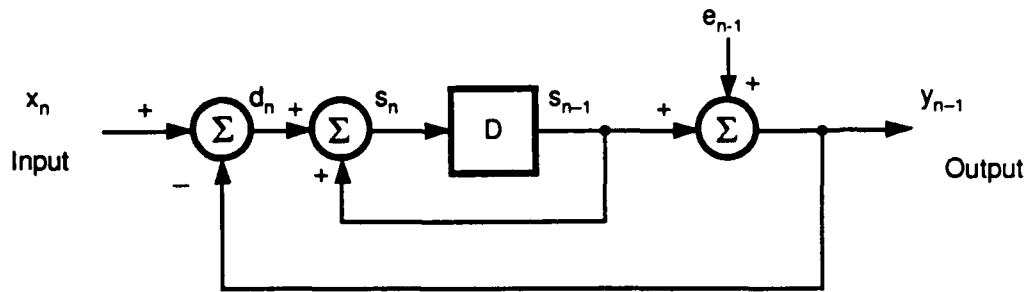 e_{n-1}
+
x_n
+
d_n
+
s_n
s_{n-1}
+
y_{n-1}
Σ
Σ
D
Σ
Input
−
+
Output